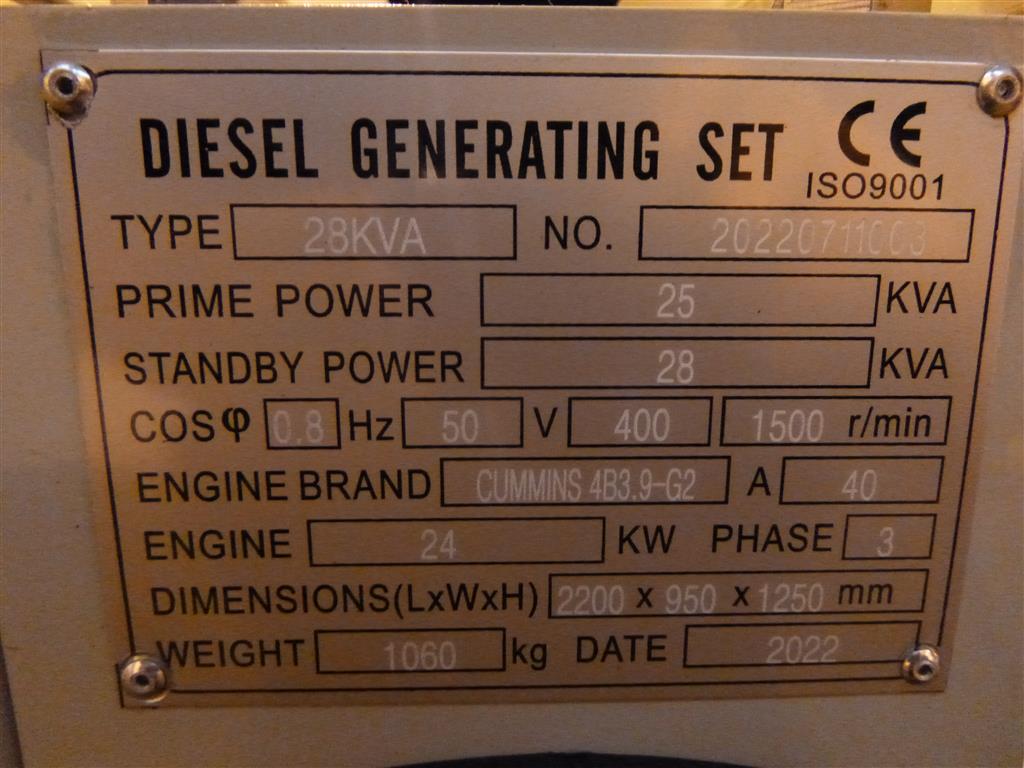 DIESEL GENERATING SET CE
ISO9001
TYPE 28KVA NO. 20220711003
PRIME POWER 25 KVA
STANDBY POWER 28 KVA
COSφ 0.8 Hz 50 V 400 1500 r/min
ENGINE BRAND CUMMINS 4B3.9-G2 A 40
ENGINE 24 KW PHASE 3
DIMENSIONS(LxWxH) 2200 x 950 x 1250 mm
WEIGHT 1060 kg DATE 2022